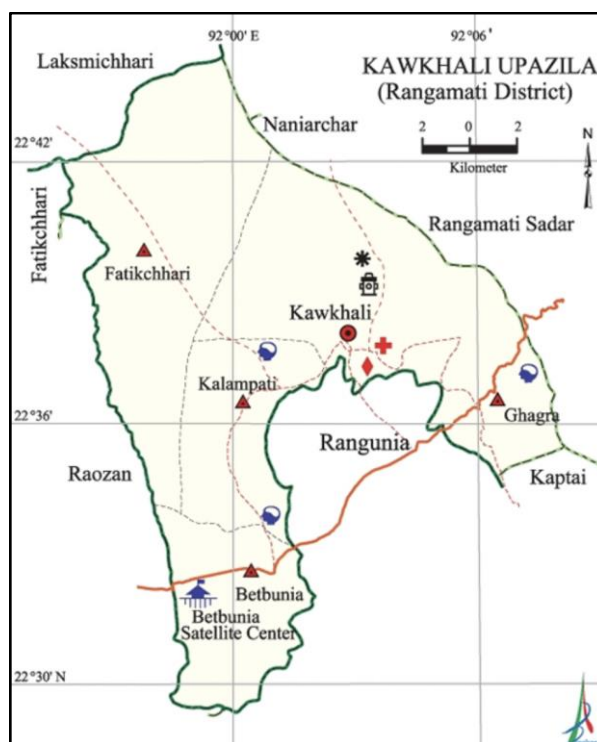 92°00' E
92°06'
Laksmichhari
KAWKHALI UPAZILA
(Rangamati District)
Naniarchar
2 0 2
Kilometer
N
22°42'
Fatikchhari
Rangamati Sadar
Fatikchhari
Kawkhali
Kalampati
Ghagra
22°36'
Rangunia
Raozan
Kaptai
Betbunia
Betbunia
Satellite Center
22°30' N